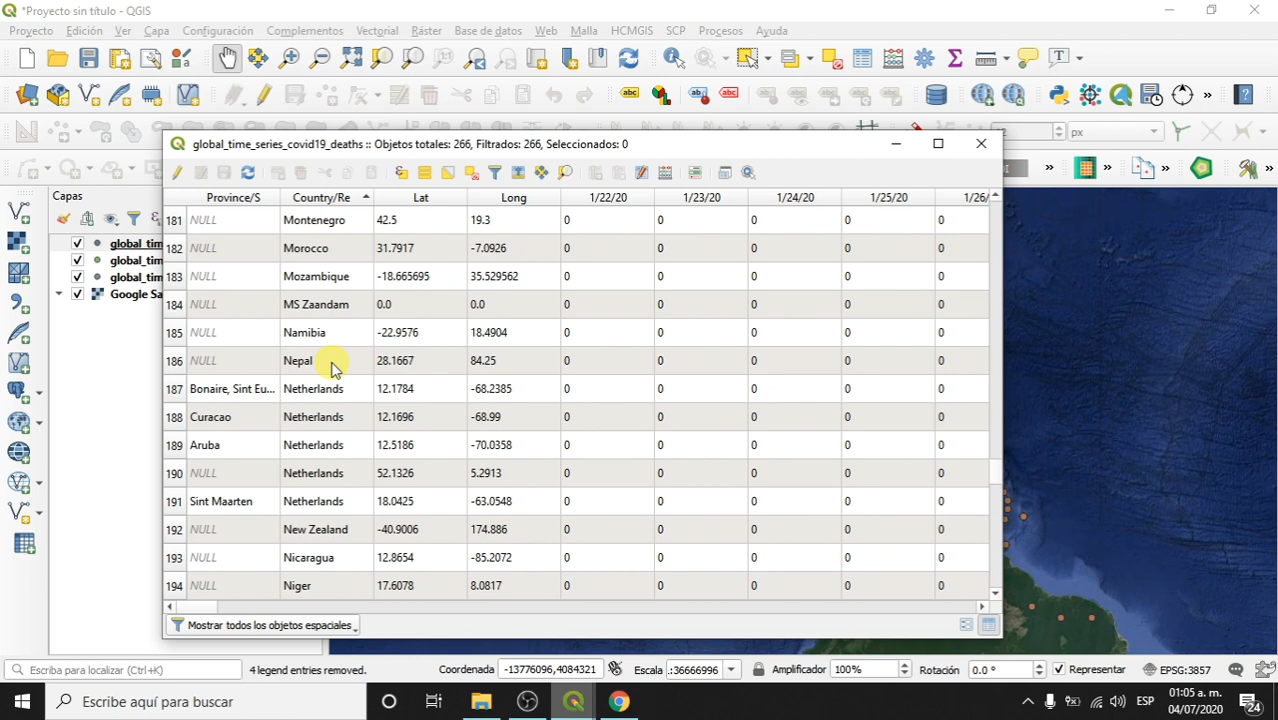 *Proyecto sin título - QGIS
Proyecto Edición Ver Capa Configuración Complementos Vectorial Ráster Base de datos Web Malla HCMGIS SCP Procesos Ayuda
px
global_time_series_covid19_deaths :: Objetos totales: 266, Filtrados: 266, Seleccionados: 0
Capas
global_tim
global_tim
global_tim
Google Sa
Province/S Country/Re Lat Long 1/22/20 1/23/20 1/24/20 1/25/20 1/26/
181 NULL Montenegro 42.5 19.3 0 0 0 0 0
182 NULL Morocco 31.7917 -7.0926 0 0 0 0 0
183 NULL Mozambique -18.665695 35.529562 0 0 0 0 0
184 NULL MS Zaandam 0.0 0.0 0 0 0 0 0
185 NULL Namibia -22.9576 18.4904 0 0 0 0 0
186 NULL Nepal 28.1667 84.25 0 0 0 0 0
187 Bonaire, Sint Eu... Netherlands 12.1784 -68.2385 0 0 0 0 0
188 Curacao Netherlands 12.1696 -68.99 0 0 0 0 0
189 Aruba Netherlands 12.5186 -70.0358 0 0 0 0 0
190 NULL Netherlands 52.1326 5.2913 0 0 0 0 0
191 Sint Maarten Netherlands 18.0425 -63.0548 0 0 0 0 0
192 NULL New Zealand -40.9006 174.886 0 0 0 0 0
193 NULL Nicaragua 12.8654 -85.2072 0 0 0 0 0
194 NULL Niger 17.6078 8.0817 0 0 0 0 0
Mostrar todos los objetos espaciales
Escriba para localizar (Ctrl+K) 4 legend entries removed. Coordenada -13776096,4084321 Escala :36666996 Amplificador 100% Rotación 0.0 ° Representar EPSG:3857
Escribe aquí para buscar
ESP
01:05 a. m.
04/07/2020
24